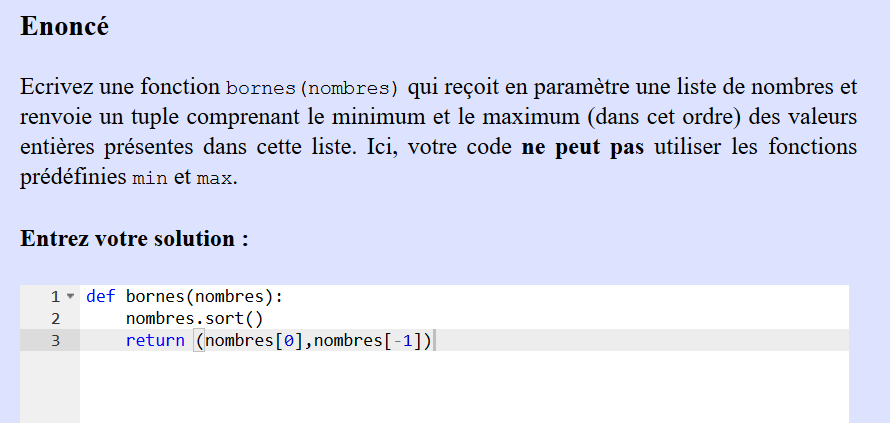 Enoncé
Ecrivez une fonction bornes(nombres) qui reçoit en paramètre une liste de nombres et
renvoie un tuple comprenant le minimum et le maximum (dans cet ordre) des valeurs
entières présentes dans cette liste. Ici, votre code ne peut pas utiliser les fonctions
prédéfinies min et max.
Entrez votre solution :
1 def bornes(nombres):
2 nombres.sort()
3 return (nombres[0],nombres[-1])